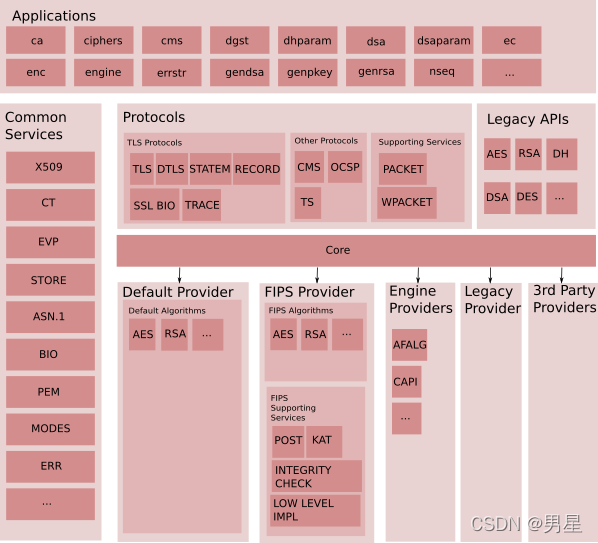 Applications
ca ciphers cms dgst dhparam dsa dsaparam ec
enc engine errstr gendsa genpkey genrsa nseq ...
Common
Services
X509
CT
EVP
STORE
ASN.1
BIO
PEM
MODES
ERR
...
Protocols
TLS Protocols
TLS DTLS STATEM RECORD
SSL BIO TRACE
Other Protocols
CMS OCSP
TS
Supporting Services
PACKET
WPACKET
Legacy APIs
AES RSA DH
DSA DES ...
Core
Default Provider
Default Algorithms
AES RSA ...
FIPS Provider
FIPS Algorithms
AES RSA ...
FIPS
Supporting
Services
POST KAT
INTEGRITY
CHECK
LOW LEVEL
IMPL
Engine
Providers
AFALG
CAPI
...
Legacy
Provider
3rd Party
Providers
CSDN @男星